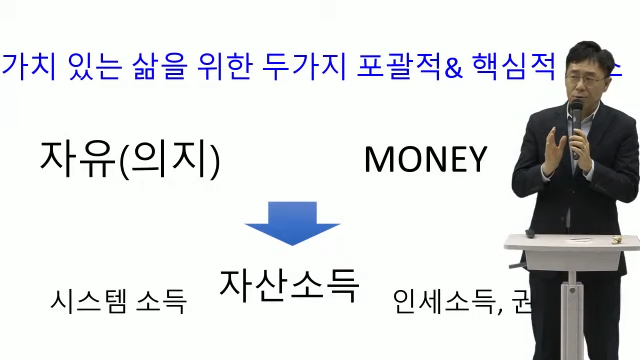 가치 있는 삶을 위한 두가지 포괄적& 핵심적
자유(의지) MONEY
시스템 소득 자산소득 인세소득,